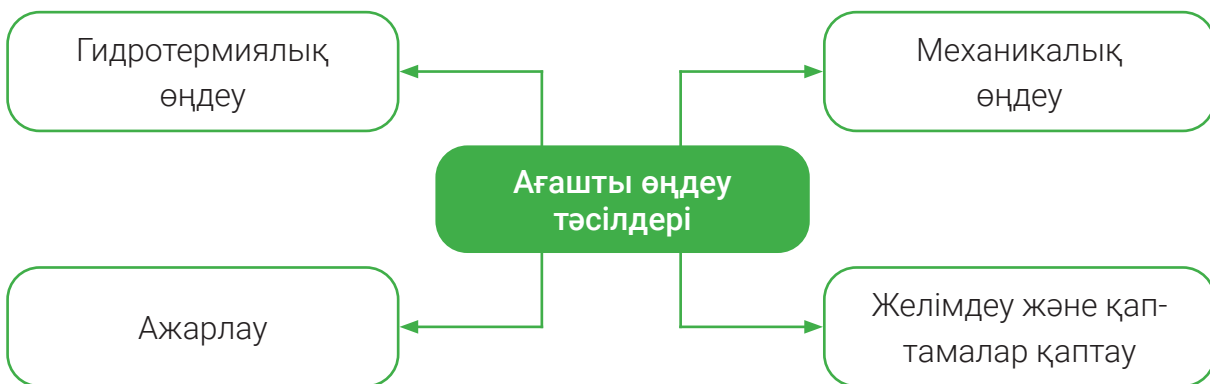 Гидротермиялық
өңдеу
Механикалық
өңдеу
Ағашты өңдеу
тәсілдері
Ажарлау
Желімдеу және қап-
тамалар қаптау